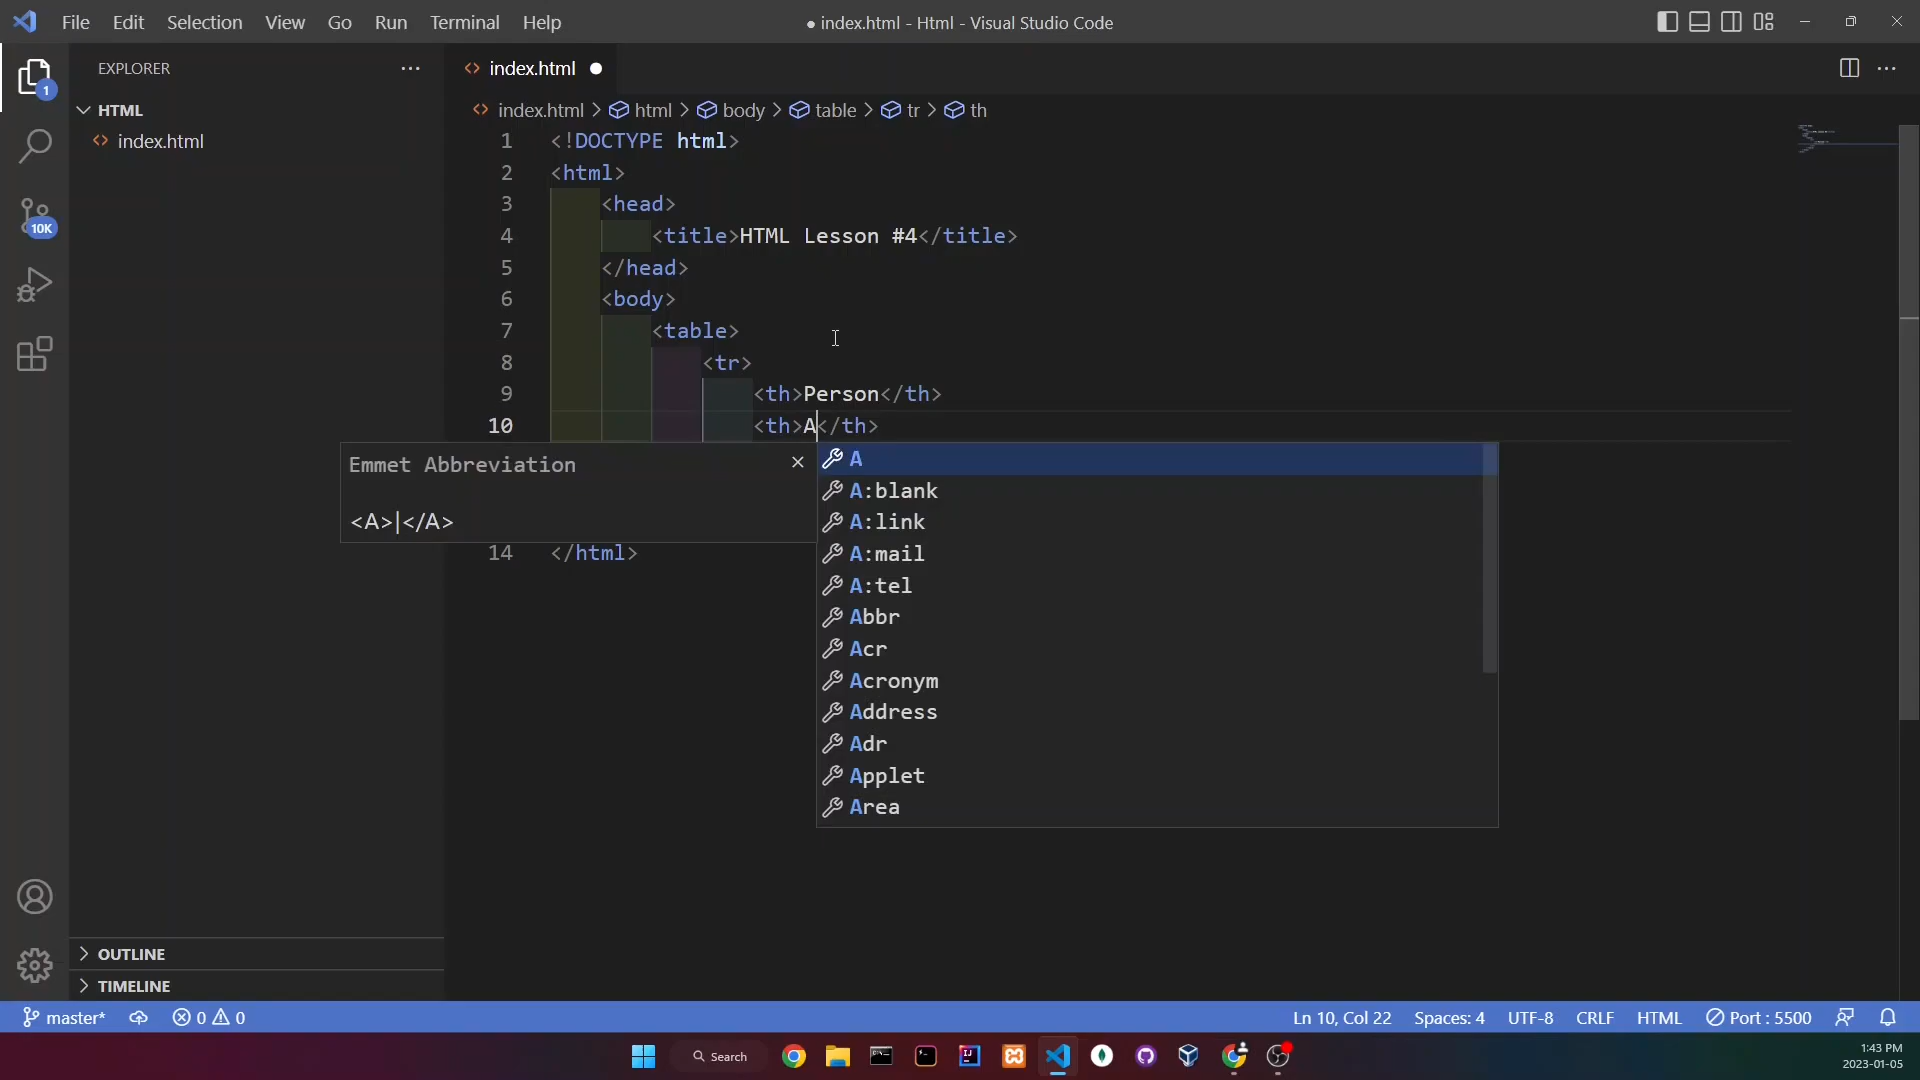 File Edit Selection View Go Run Terminal Help
● index.html - Html - Visual Studio Code
EXPLORER
HTML
index.html
OUTLINE
TIMELINE
1
10K
index.html
index.html > html > body > table > tr > th
1 <!DOCTYPE html>
2 <html>
3 <head>
4 <title>HTML Lesson #4</title>
5 </head>
6 <body>
7 <table>
8 <tr>
9 <th>Person</th>
10 <th>A</th>
Emmet Abbreviation
<A>|</A>
A
A:blank
A:link
A:mail
A:tel
Abbr
Acr
Acronym
Address
Adr
Applet
Area
14 </html>
master* 0 0
Ln 10, Col 22 Spaces: 4 UTF-8 CRLF HTML Port : 5500
Search
1:43 PM
2023-01-05